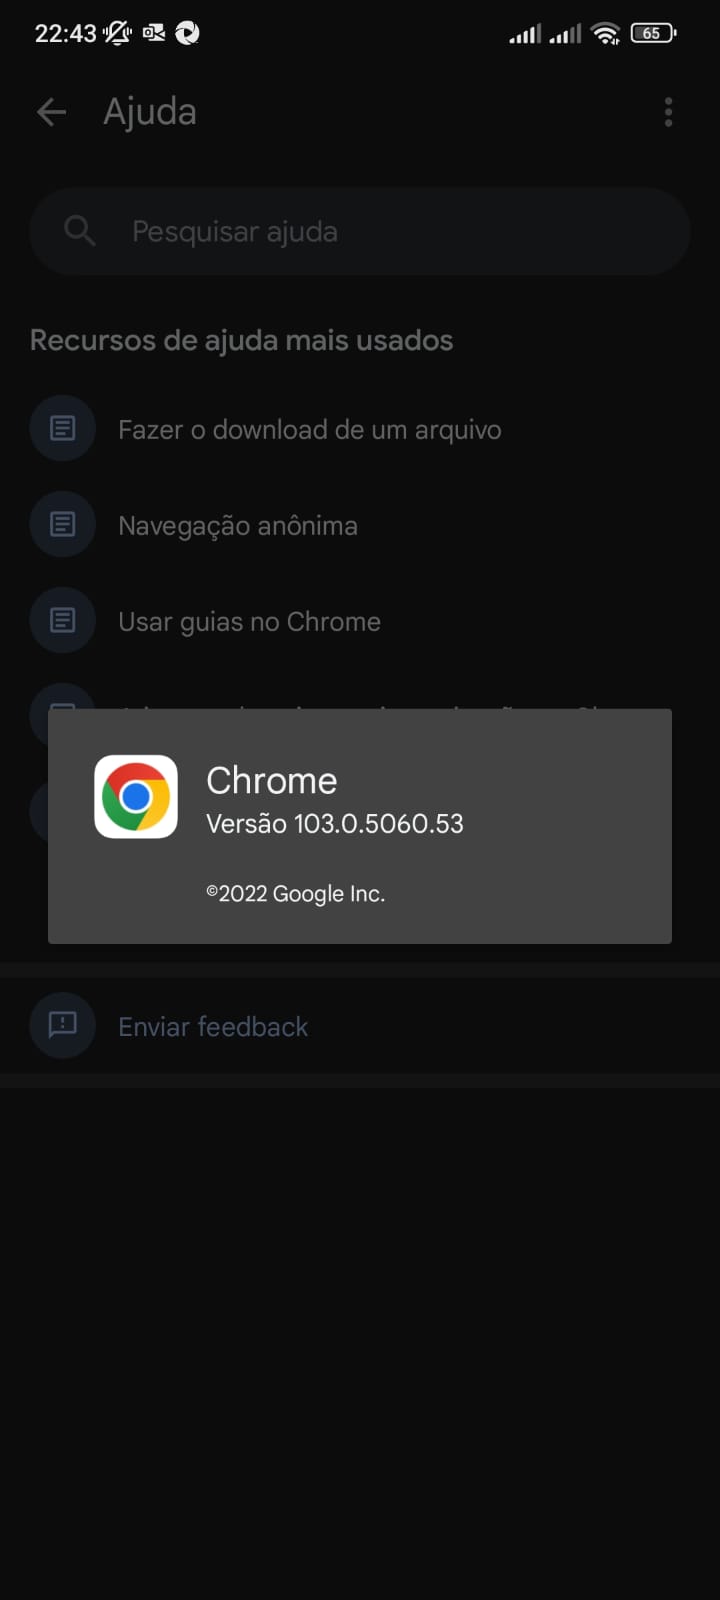 22:43
65
Ajuda
Pesquisar ajuda
Recursos de ajuda mais usados
Fazer o download de um arquivo
Navegação anônima
Usar guias no Chrome
Chrome
Versão 103.0.5060.53
©2022 Google Inc.
Enviar feedback